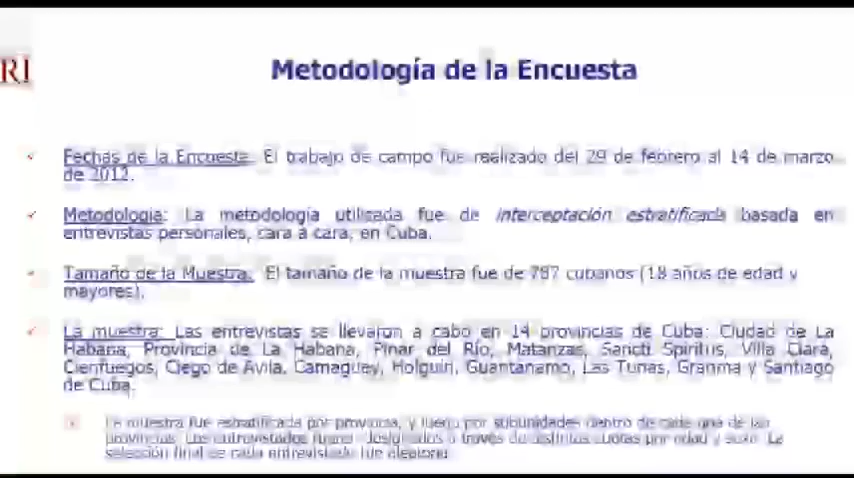 RI
Metodología de la Encuesta
Fechas de la Encuesta: El trabajo de campo fue realizado del 29 de febrero al 14 de marzo
de 2012.
Metodología: La metodología utilizada fue de interceptación estratificada basada en
entrevistas personales, cara a cara, en Cuba.
Tamaño de la Muestra: El tamaño de la muestra fue de 787 cubanos (18 años de edad y
mayores).
La muestra: Las entrevistas se llevaron a cabo en 14 provincias de Cuba: Ciudad de La
Habana, Provincia de La Habana, Pinar del Río, Matanzas, Sancti Spiritus, Villa Clara,
Cienfuegos, Ciego de Avila, Camaguey, Holguín, Guantanamo, Las Tunas, Granma y Santiago
de Cuba.
La muestra fue estratificada por provincia, y luego por subunidades dentro de cada una de las
provincias. Los entrevistados fueron designados a través de distintas cuotas por edad y sexo. La
selección final de cada entrevistado fue aleatoria.